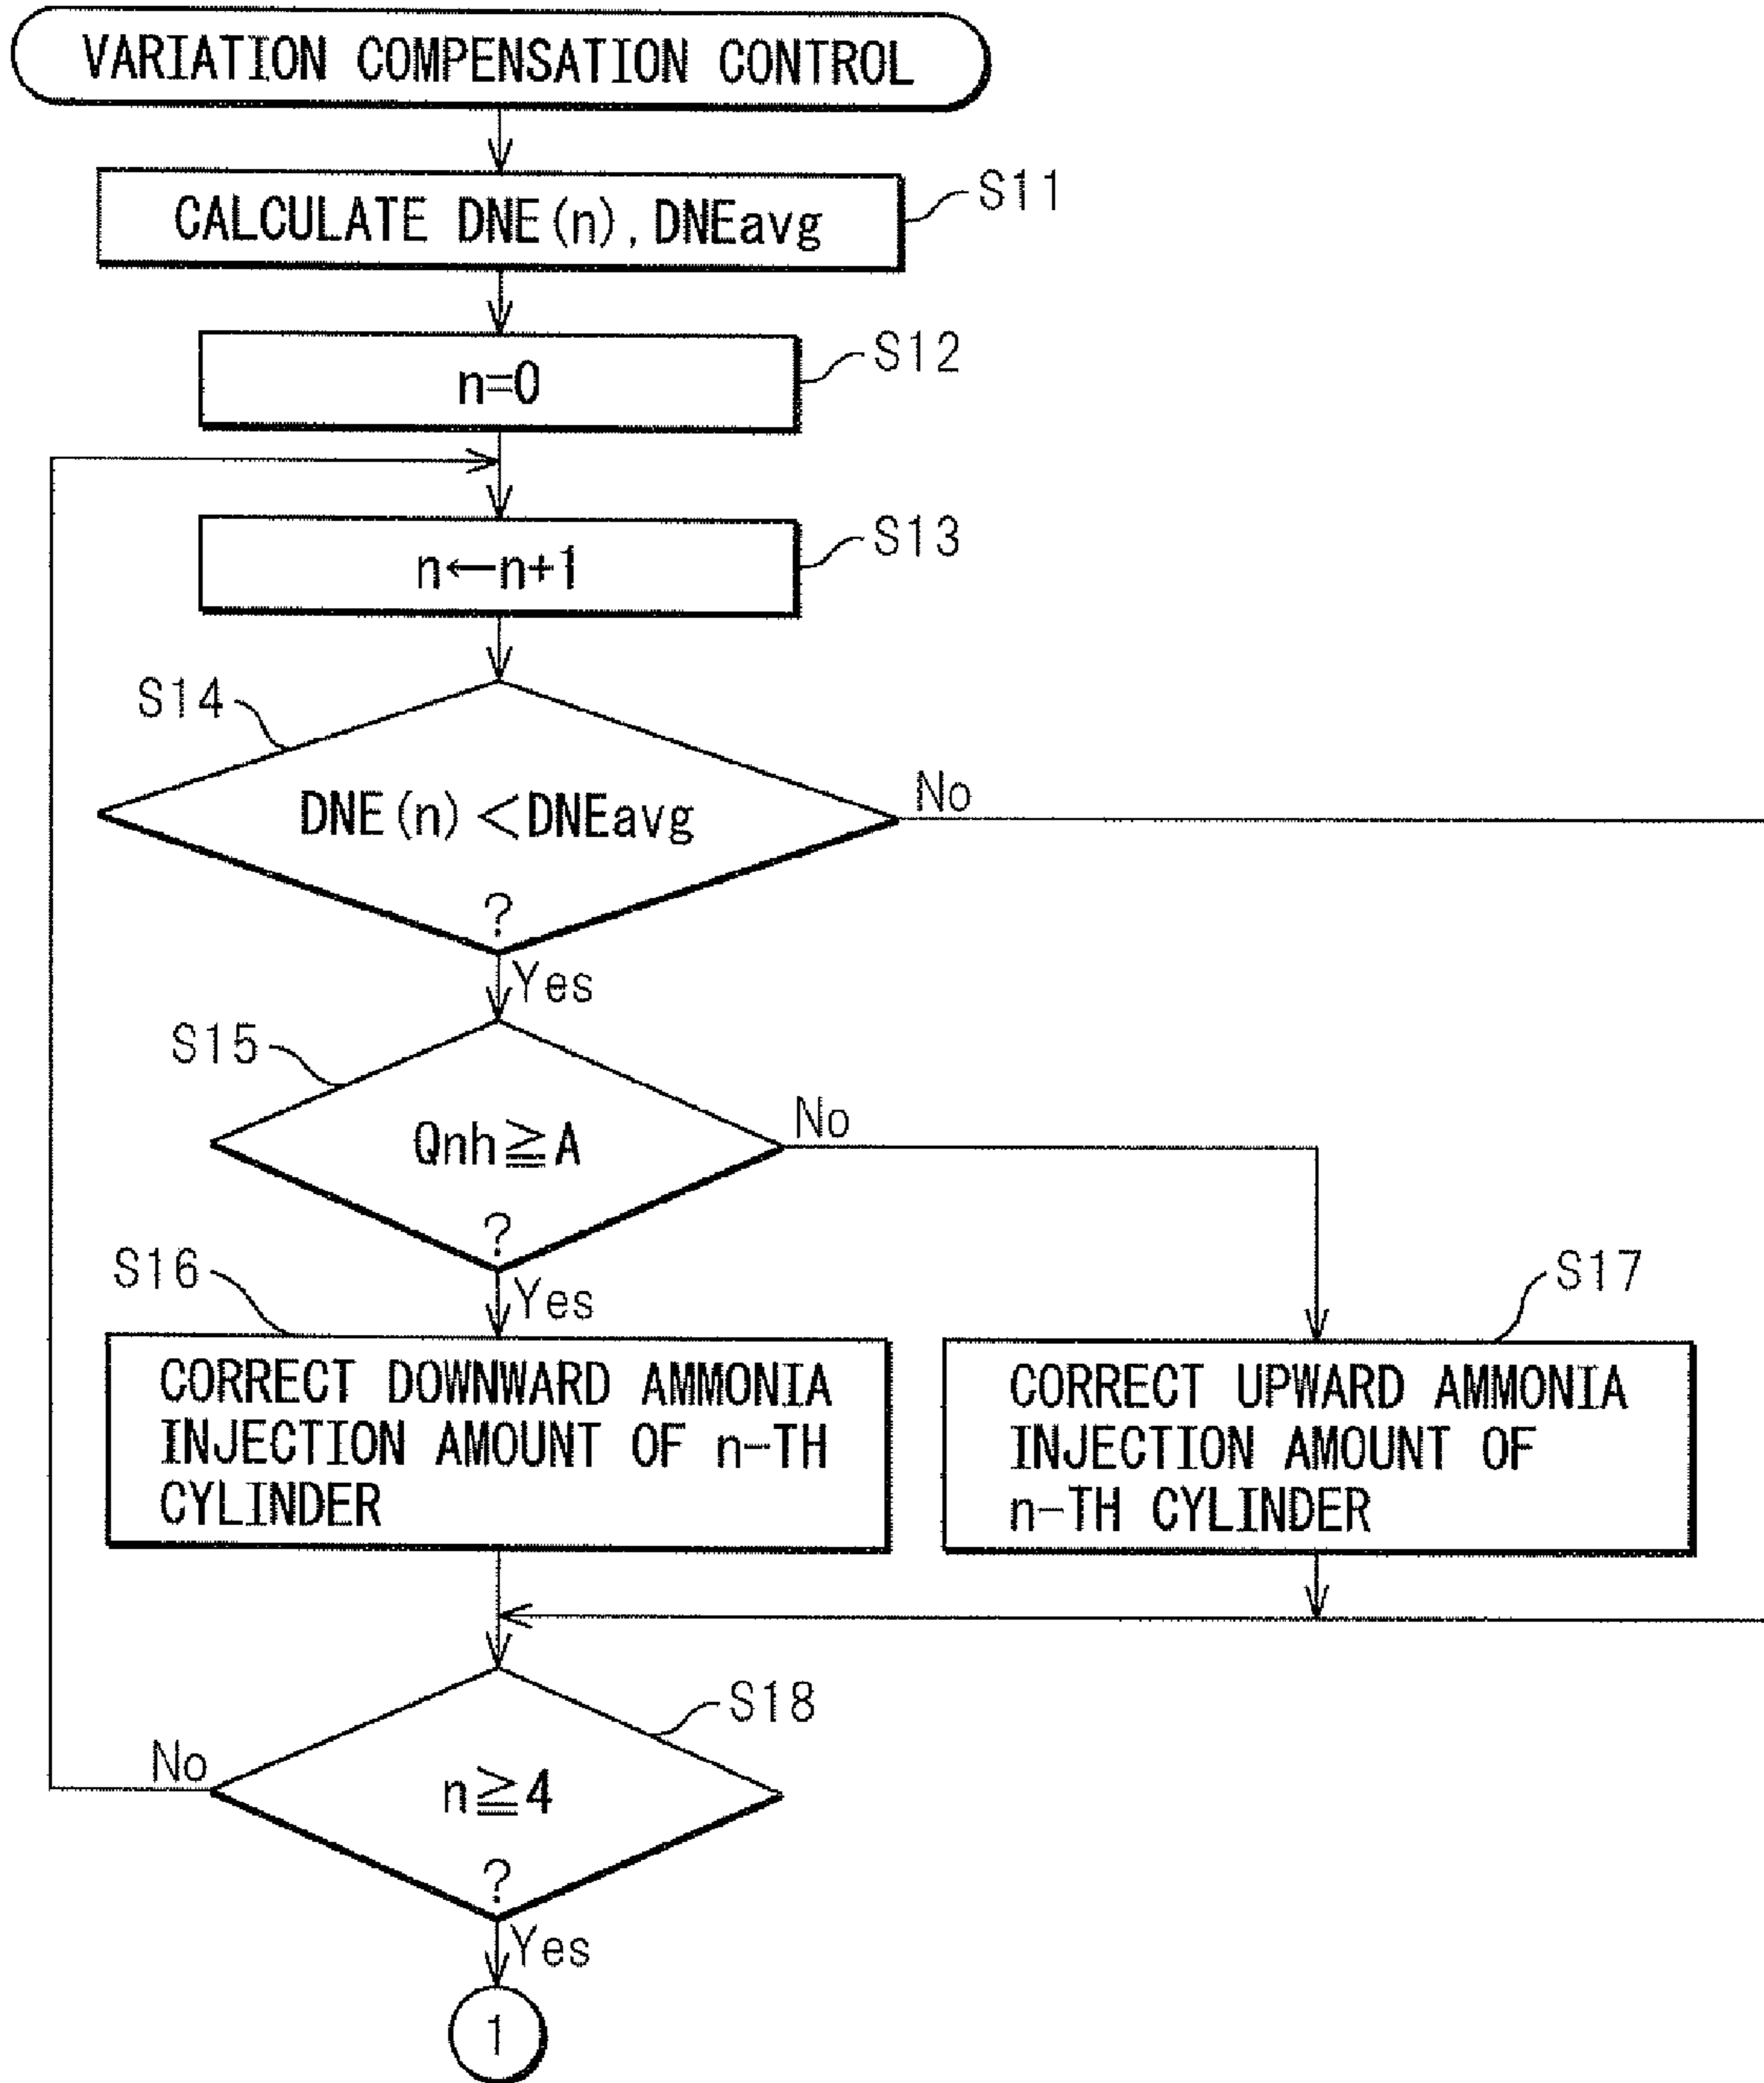 VARIATION COMPENSATION CONTROL
CALCULATE DNE(n), DNEavg
S11
n=0
S12
n←n+1
S13
S14
DNE(n)<DNEavg
?
No
Yes
S15
Qnh≧A
?
No
Yes
S16
CORRECT DOWNWARD AMMONIA
INJECTION AMOUNT OF n-TH
CYLINDER
S17
CORRECT UPWARD AMMONIA
INJECTION AMOUNT OF
n-TH CYLINDER
S18
n≧4
?
No
Yes
1